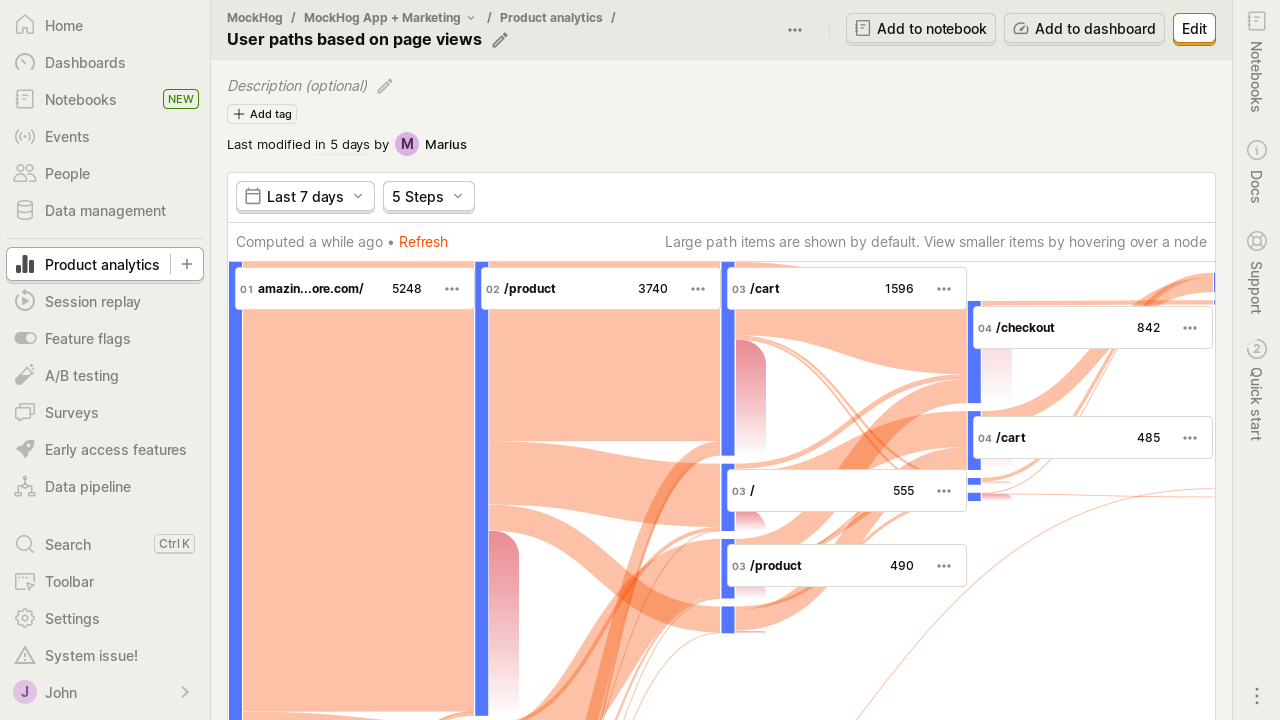 Home
Dashboards
Notebooks NEW
Events
People
Data management
Product analytics
Session replay
Feature flags
A/B testing
Surveys
Early access features
Data pipeline
Search Ctrl K
Toolbar
Settings
System issue!
J John
MockHog / MockHog App + Marketing / Product analytics /
User paths based on page views
Add to notebook
Add to dashboard
Edit
Description (optional)
Add tag
Last modified in 5 days by M Marius
Last 7 days
5 Steps
Computed a while ago • Refresh
Large path items are shown by default. View smaller items by hovering over a node
01 amazin...ore.com/ 5248
02 /product 3740
03 /cart 1596
04 /checkout 842
04 /cart 485
03 / 555
03 /product 490
Notebooks
Docs
Support
2
Quick start